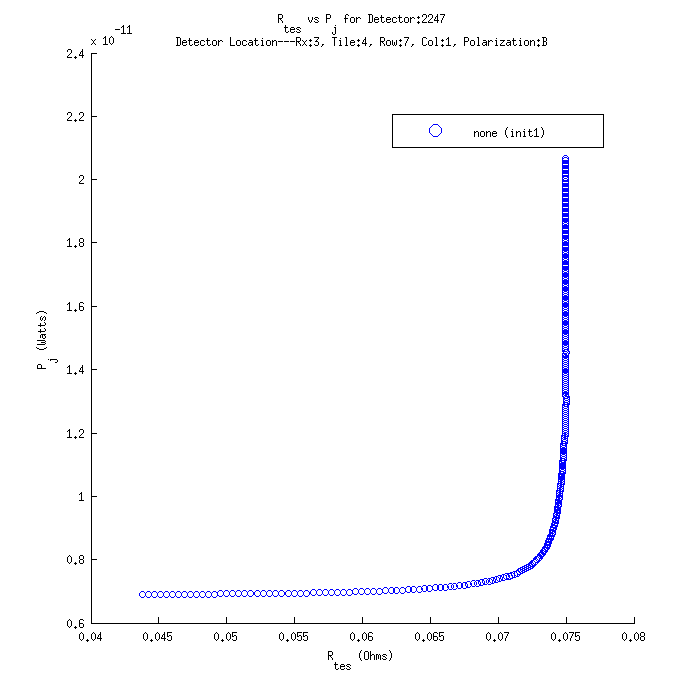 R_tes vs P_j for Detector:2247
Detector Location---Rx:3, Tile:4, Row:7, Col:1, Polarization:B
x 10^-11
2.4
2.2
none (init1)
2
1.8
1.6
1.4
P_j (Watts)
1.2
1
0.8
0.6
0.04 0.045 0.05 0.055 0.06 0.065 0.07 0.075 0.08
R_tes (Ohms)